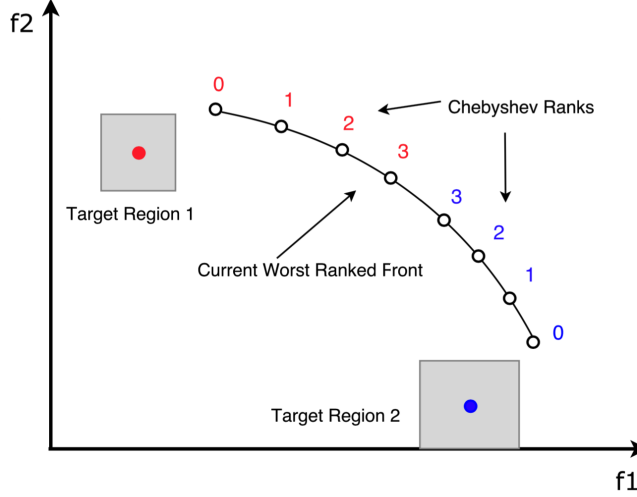 f2
0
1
2
3
Chebyshev Ranks
Target Region 1
3
2
Current Worst Ranked Front
1
0
Target Region 2
f1